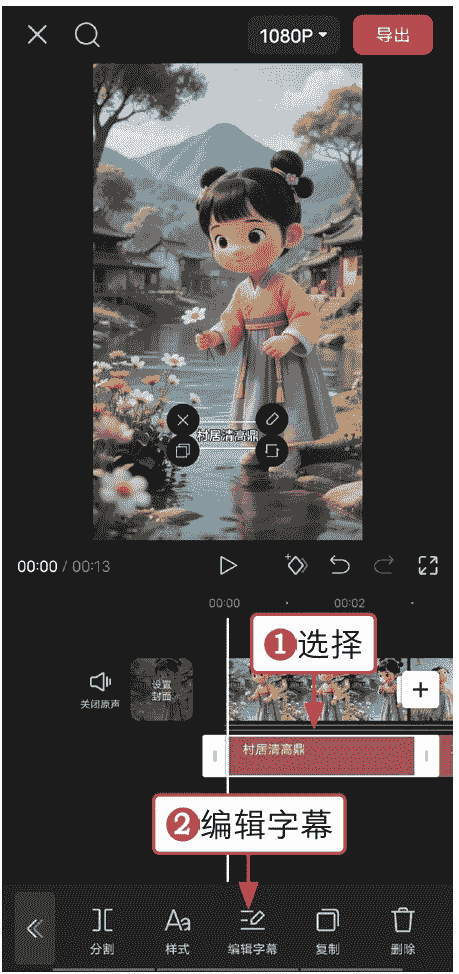 1080P
导出
村居清高鼎
00:00 / 00:13
00:00
00:02
❶选择
关闭原声
设置
封面
+
村居清高鼎
❷编辑字幕
分割
Aa
样式
编辑字幕
复制
删除